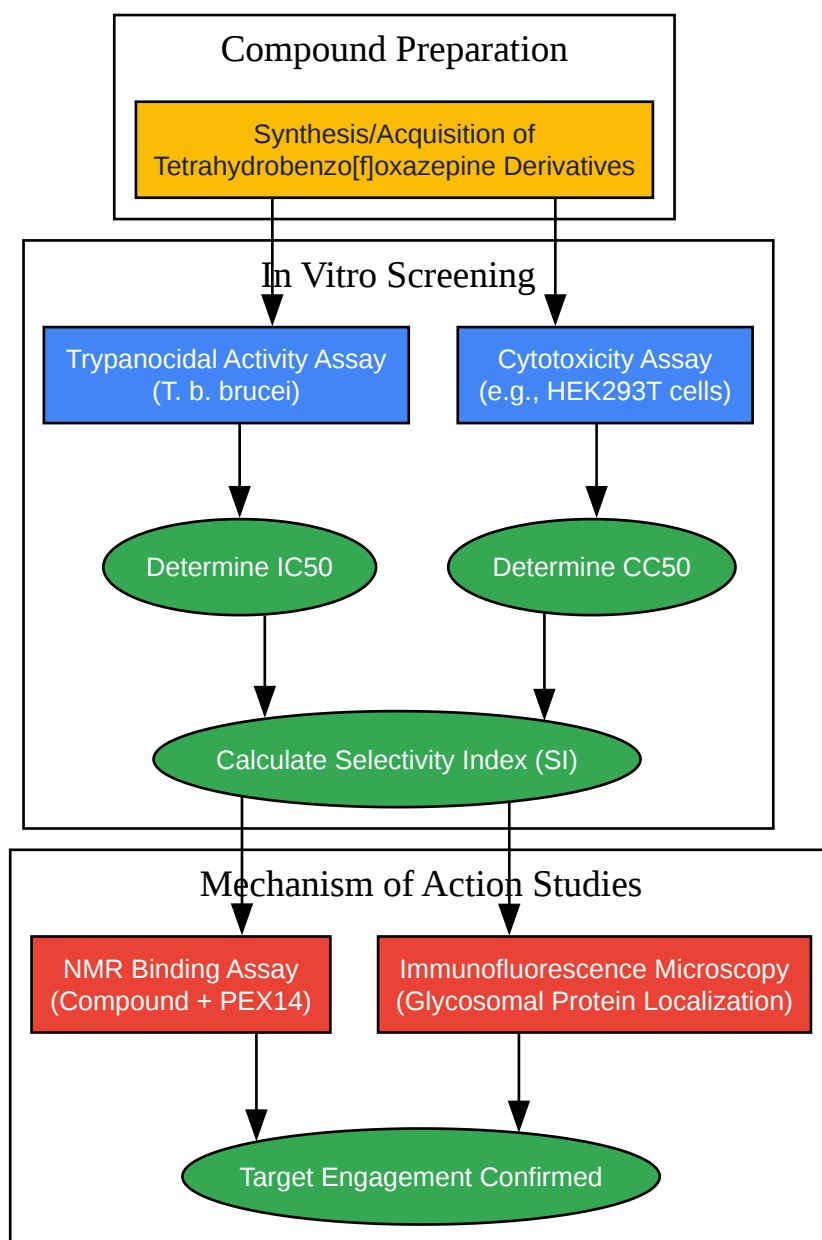 Compound Preparation
Synthesis/Acquisition of
Tetrahydrobenzo[f]oxazepine Derivatives
In Vitro Screening
Trypanocidal Activity Assay
(T. b. brucei)
Cytotoxicity Assay
(e.g., HEK293T cells)
Determine IC50
Determine CC50
Calculate Selectivity Index (SI)
Mechanism of Action Studies
NMR Binding Assay
(Compound + PEX14)
Immunofluorescence Microscopy
(Glycosomal Protein Localization)
Target Engagement Confirmed